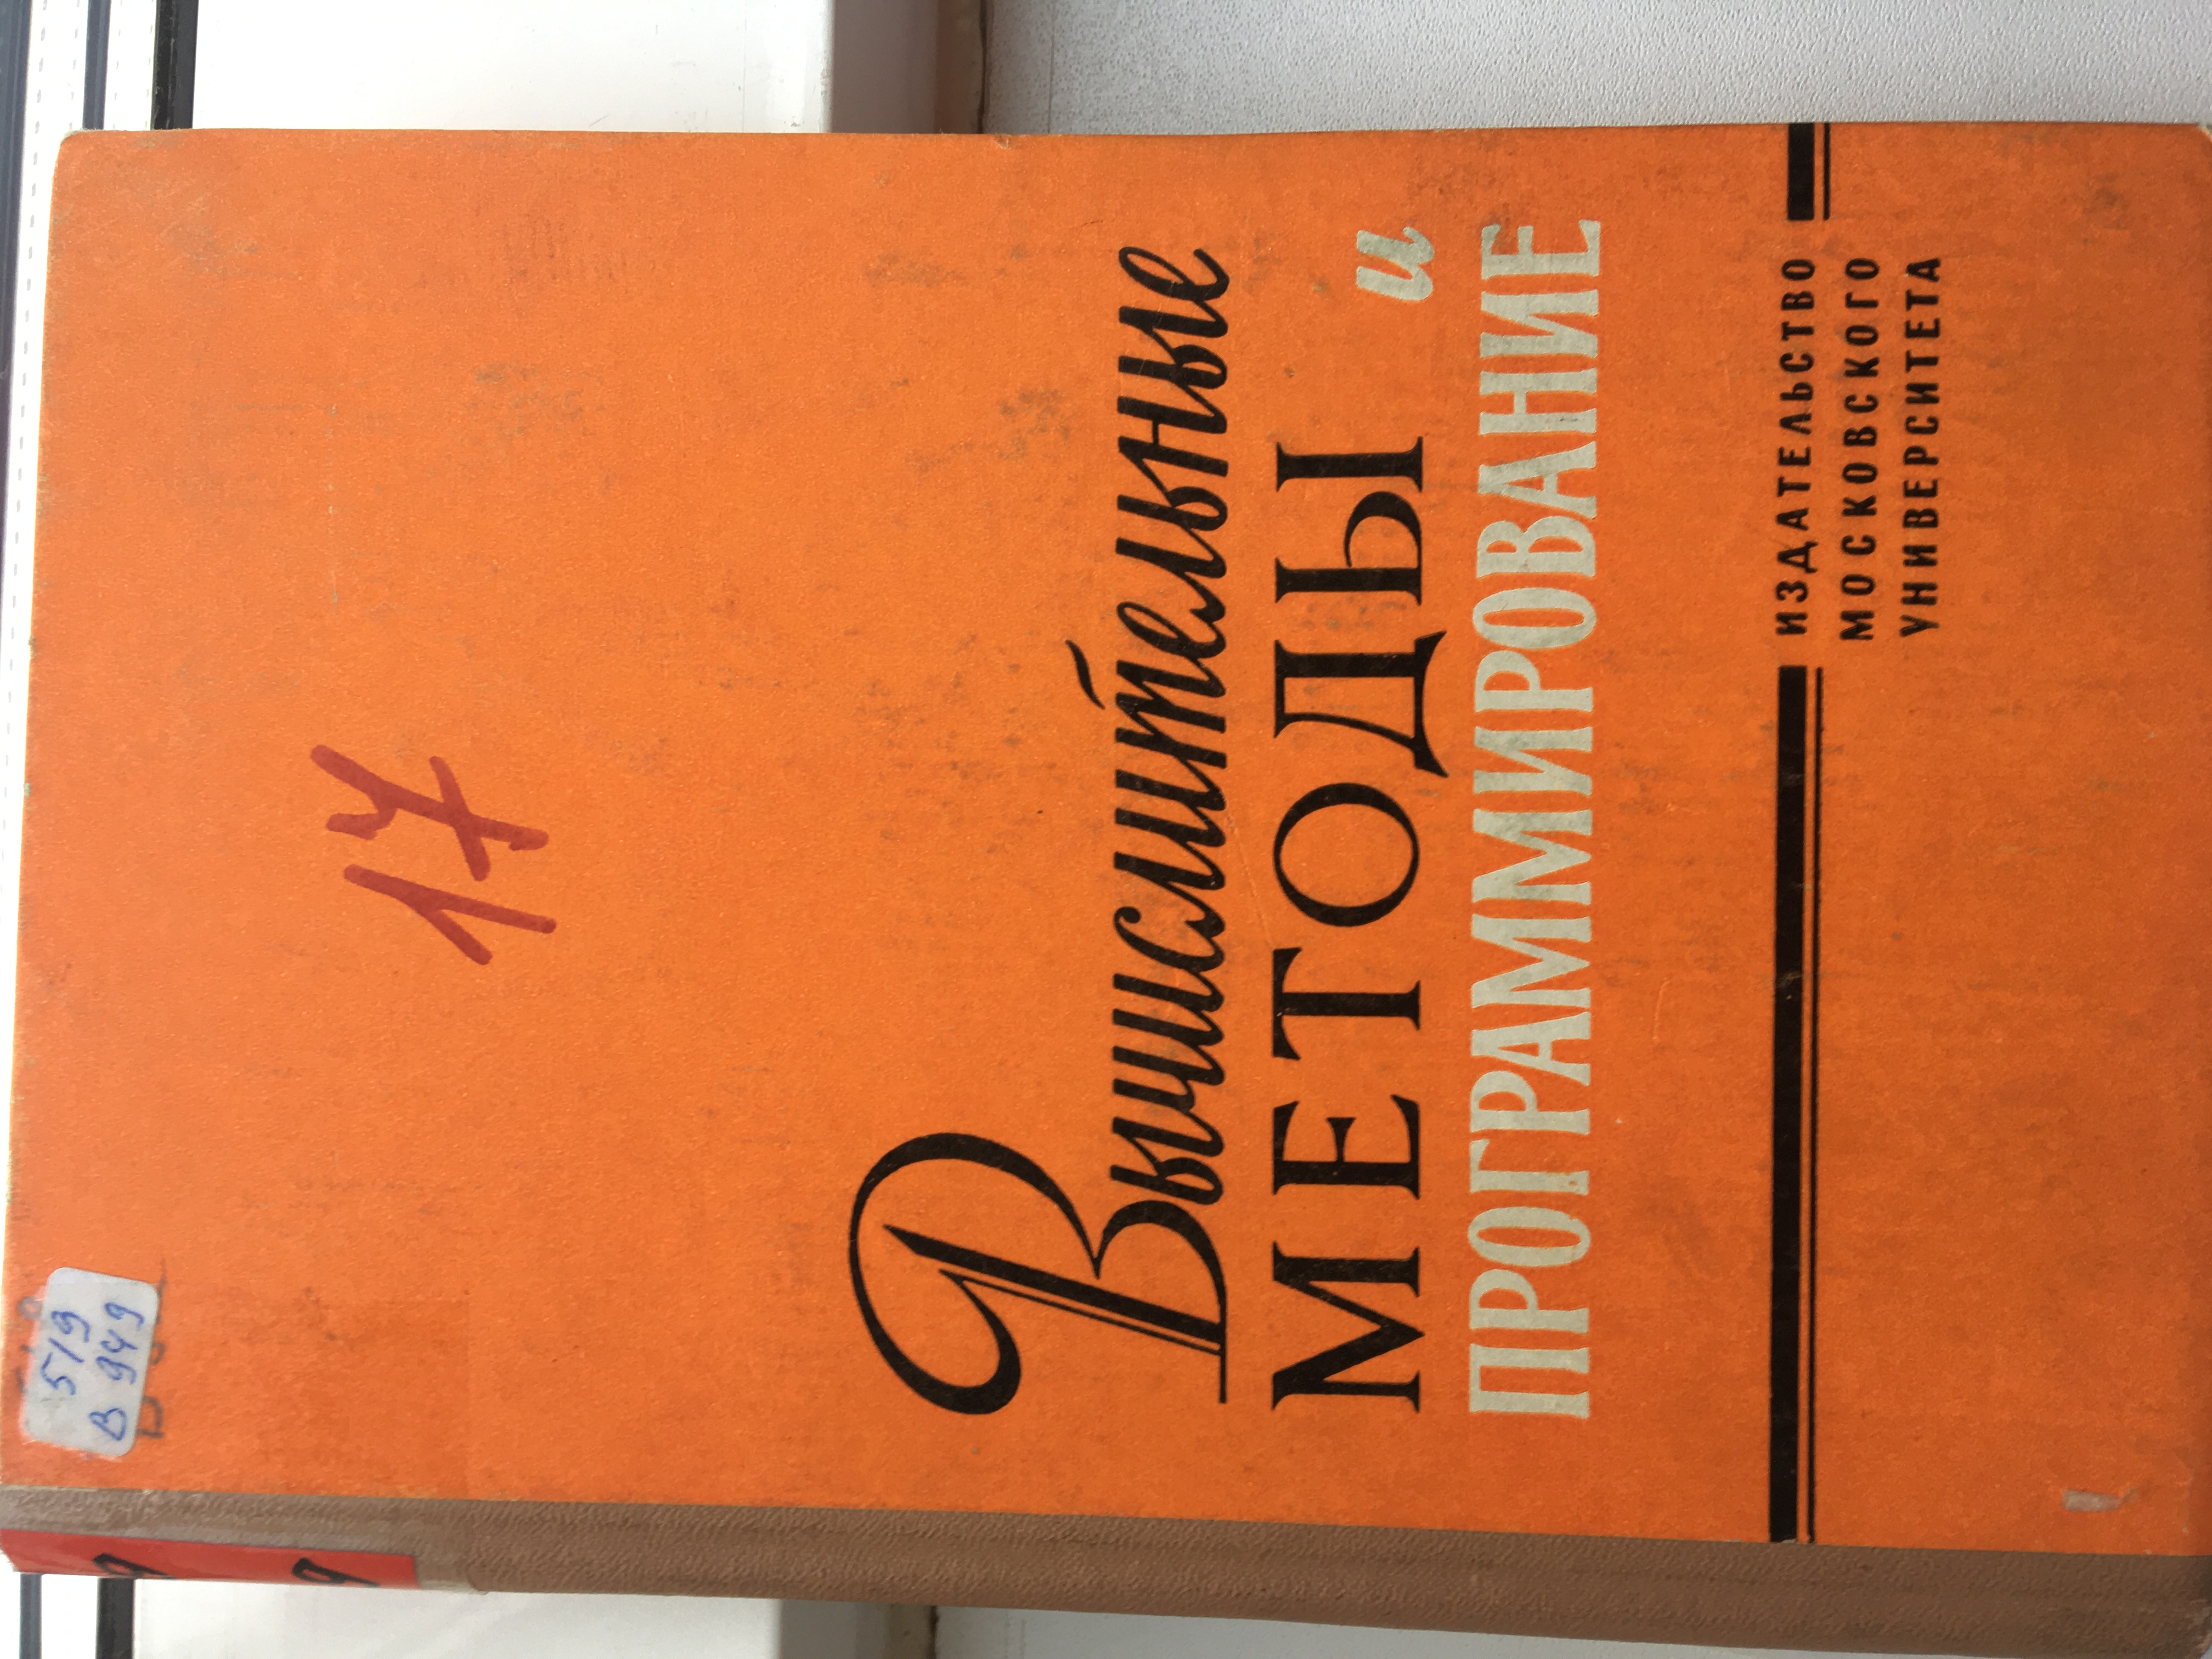 519
В 949
17
Вычислительные
МЕТОДЫ и
ПРОГРАММИРОВАНИЕ
ИЗДАТЕЛЬСТВО
МОСКОВСКОГО
УНИВЕРСИТЕТА